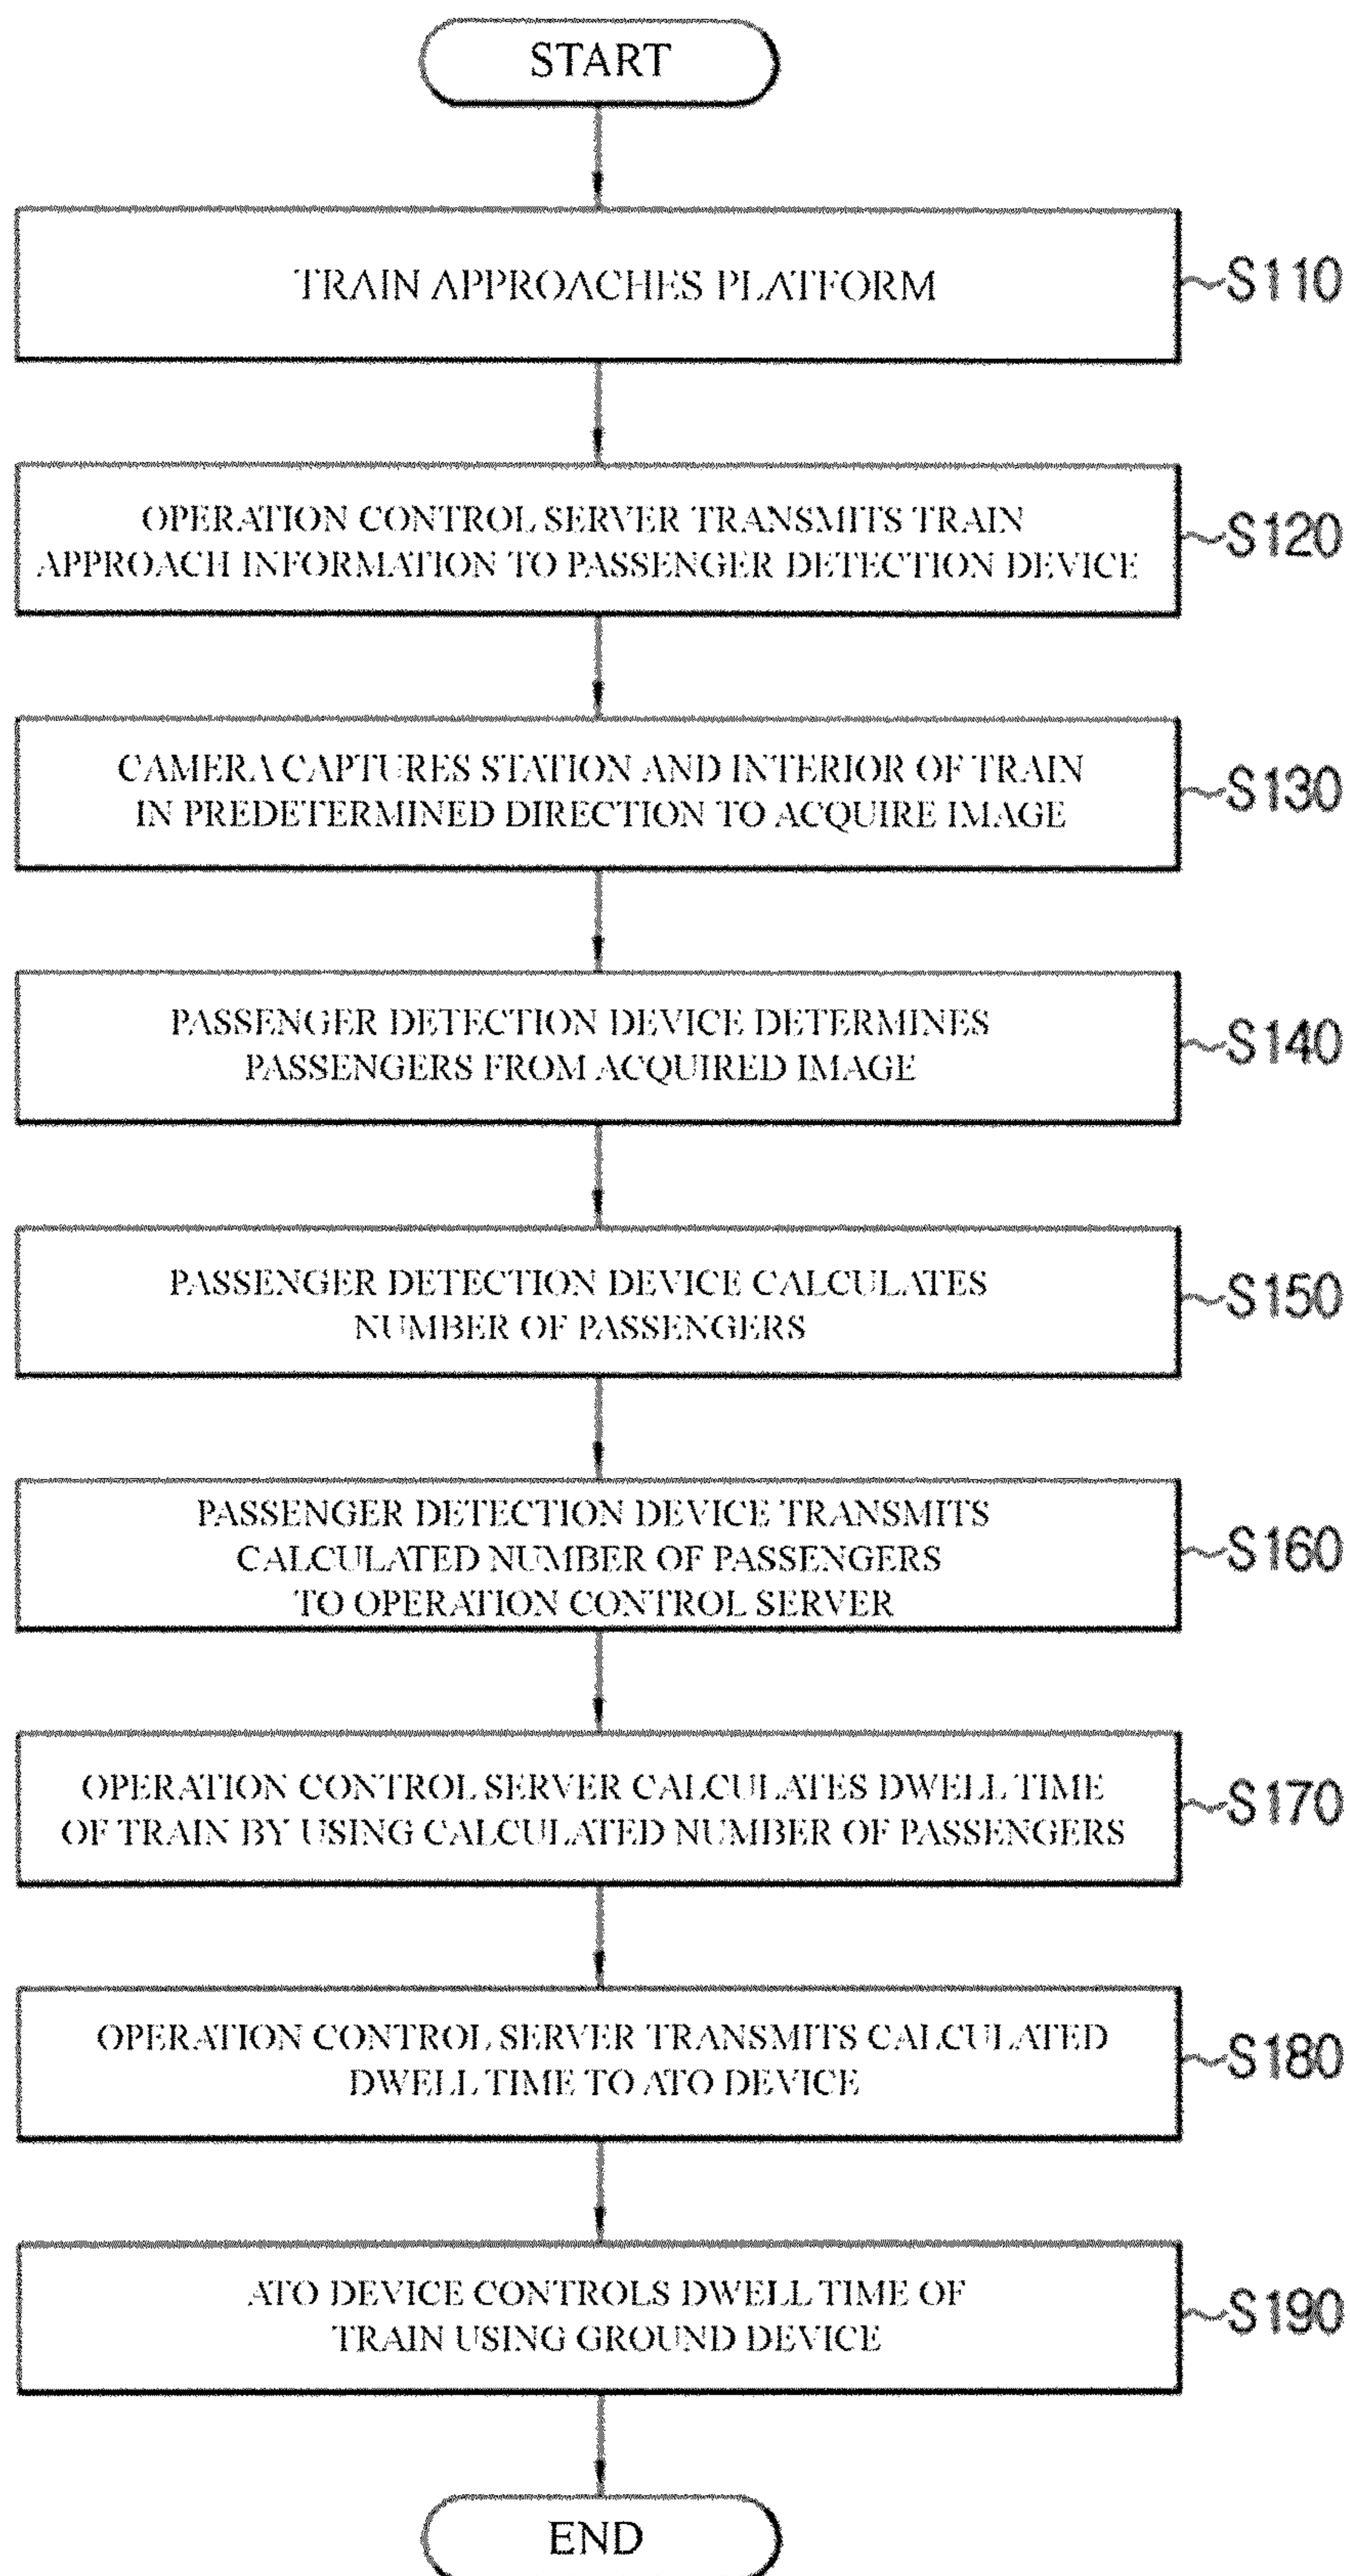 START
TRAIN APPROACHES PLATFORM
S110
OPERATION CONTROL SERVER TRANSMITS TRAIN
APPROACH INFORMATION TO PASSENGER DETECTION DEVICE
S120
CAMERA CAPTURES STATION AND INTERIOR OF TRAIN
IN PREDETERMINED DIRECTION TO ACQUIRE IMAGE
S130
PASSENGER DETECTION DEVICE DETERMINES
PASSENGERS FROM ACQUIRED IMAGE
S140
PASSENGER DETECTION DEVICE CALCULATES
NUMBER OF PASSENGERS
S150
PASSENGER DETECTION DEVICE TRANSMITS
CALCULATED NUMBER OF PASSENGERS
TO OPERATION CONTROL SERVER
S160
OPERATION CONTROL SERVER CALCULATES DWELL TIME
OF TRAIN BY USING CALCULATED NUMBER OF PASSENGERS
S170
OPERATION CONTROL SERVER TRANSMITS CALCULATED
DWELL TIME TO ATO DEVICE
S180
ATO DEVICE CONTROLS DWELL TIME OF
TRAIN USING GROUND DEVICE
S190
END